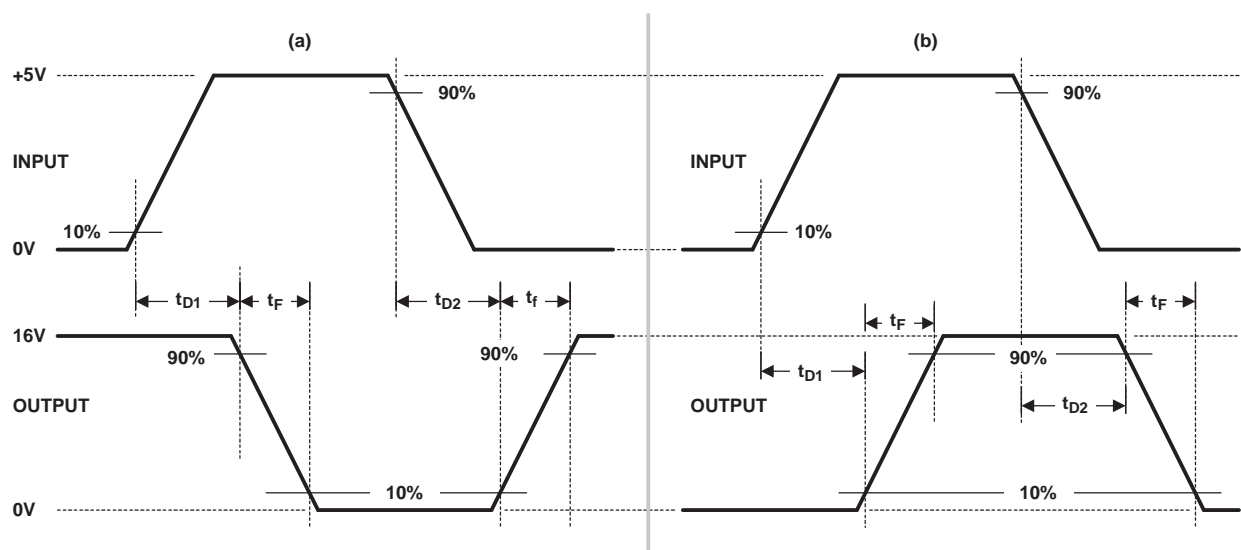 (a)
(b)
+5V
90%
90%
INPUT
INPUT
10%
10%
0V
tD1
tF
tD2
tf
tF
tF
16V
90%
90%
90%
tD1
OUTPUT
OUTPUT
tD2
10%
10%
0V